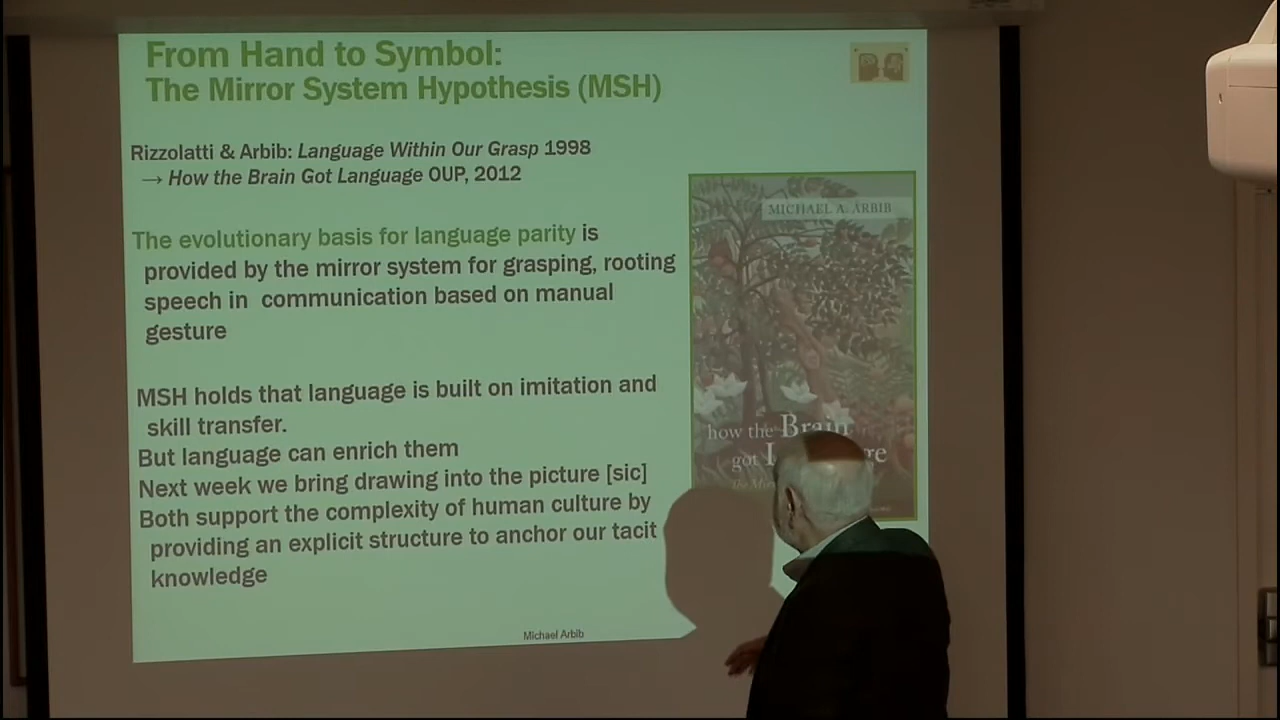 From Hand to Symbol:
The Mirror System Hypothesis (MSH)
Rizzolatti & Arbib: Language Within Our Grasp 1998
→ How the Brain Got Language OUP, 2012
The evolutionary basis for language parity is
provided by the mirror system for grasping, rooting
speech in communication based on manual
gesture
MSH holds that language is built on imitation and
skill transfer.
But language can enrich them
Next week we bring drawing into the picture [sic]
Both support the complexity of human culture by
providing an explicit structure to anchor our tacit
knowledge
MICHAEL A. ARBIB
how the Brain
got
Michael Arbib